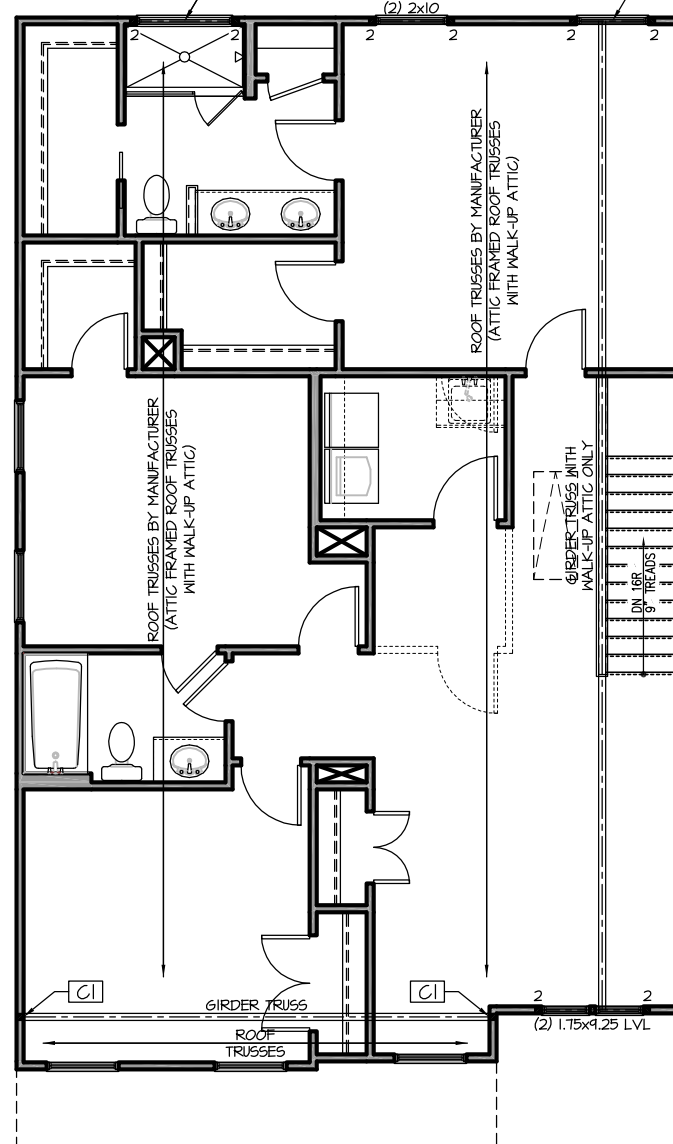 (2) 2x10
2
2
2
2
2
2
ROOF TRUSSES BY MANUFACTURER
(ATTIC FRAMED ROOF TRUSSES
WITH WALK-UP ATTIC)
ROOF TRUSSES BY MANUFACTURER
(ATTIC FRAMED ROOF TRUSSES
WITH WALK-UP ATTIC)
GIRDER TRUSS WITH
WALK-UP ATTIC ONLY
DN 16R
9" TREADS
C1
C1
GIRDER TRUSS
2
2
(2) 1.75x9.25 LVL
ROOF
TRUSSES